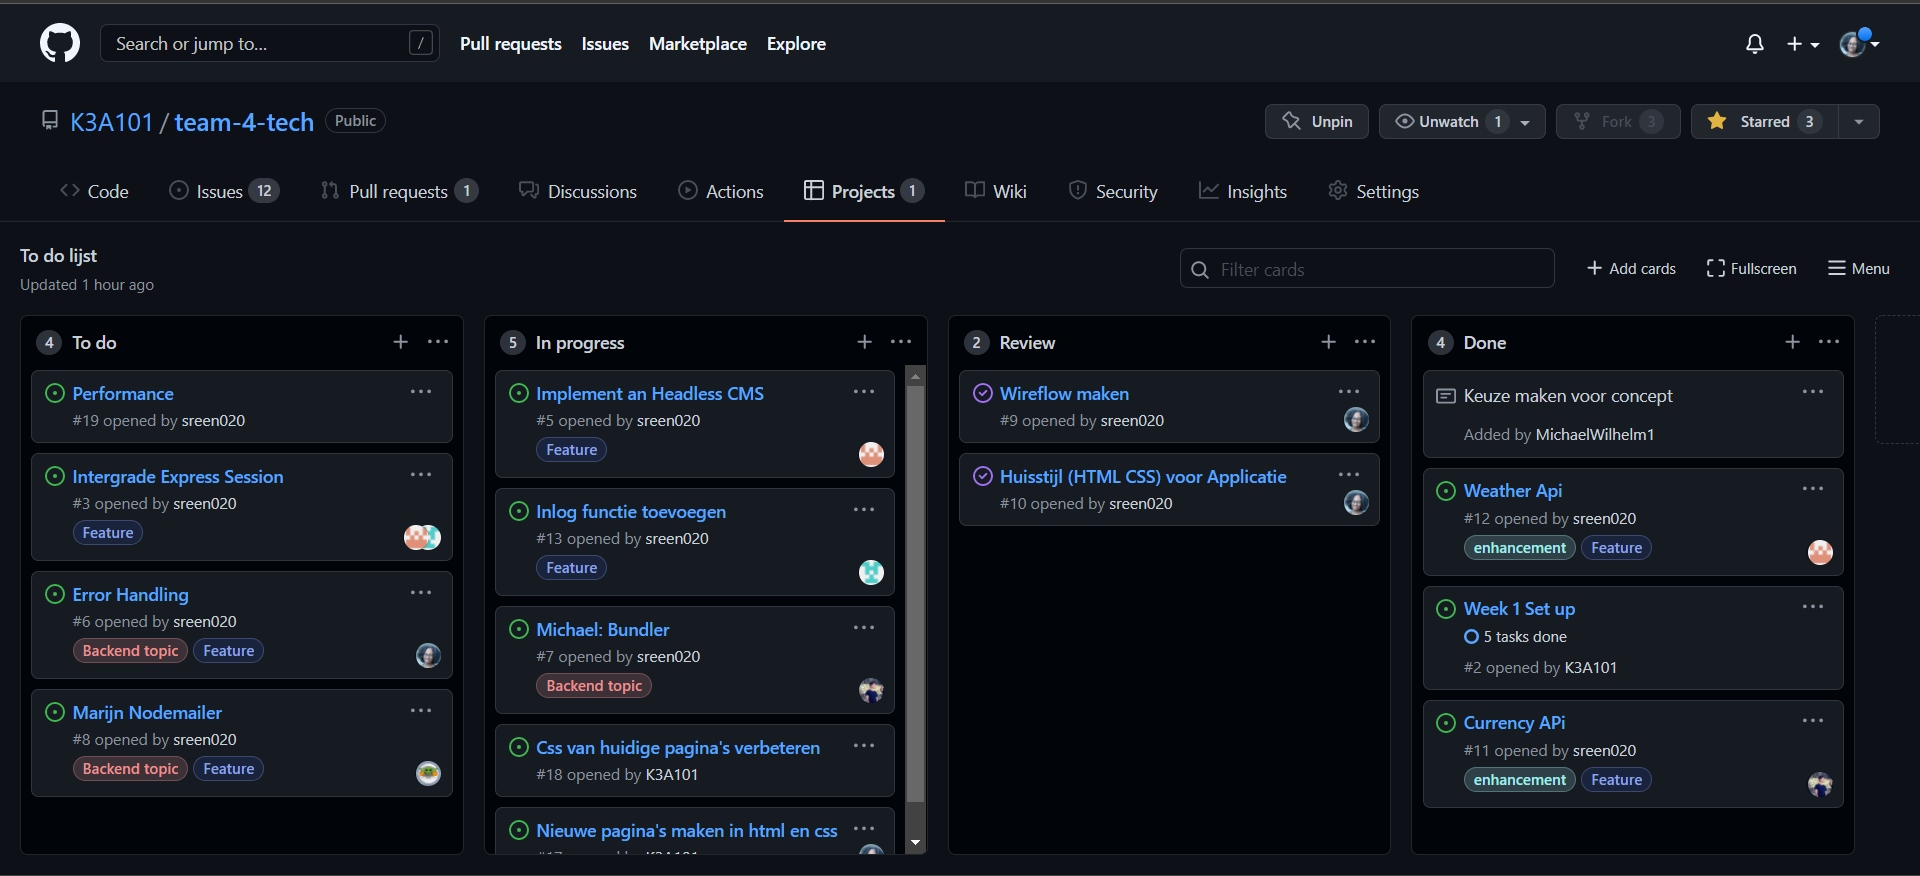 Search or jump to... /
Pull requests Issues Marketplace Explore
K3A101 / team-4-tech Public
Unpin Unwatch 1 Fork 3 Starred 3
Code Issues 12 Pull requests 1 Discussions Actions Projects 1 Wiki Security Insights Settings
To do lijst
Updated 1 hour ago
Filter cards
Add cards Fullscreen Menu
4 To do
Performance
#19 opened by sreen020
Intergrade Express Session
#3 opened by sreen020
Feature
Error Handling
#6 opened by sreen020
Backend topic Feature
Marijn Nodemailer
#8 opened by sreen020
Backend topic Feature
5 In progress
Implement an Headless CMS
#5 opened by sreen020
Feature
Inlog functie toevoegen
#13 opened by sreen020
Feature
Michael: Bundler
#7 opened by sreen020
Backend topic
Css van huidige pagina's verbeteren
#18 opened by K3A101
Nieuwe pagina's maken in html en css
2 Review
Wireflow maken
#9 opened by sreen020
Huisstijl (HTML CSS) voor Applicatie
#10 opened by sreen020
4 Done
Keuze maken voor concept
Added by MichaelWilhelm1
Weather Api
#12 opened by sreen020
enhancement Feature
Week 1 Set up
5 tasks done
#2 opened by K3A101
Currency APi
#11 opened by sreen020
enhancement Feature